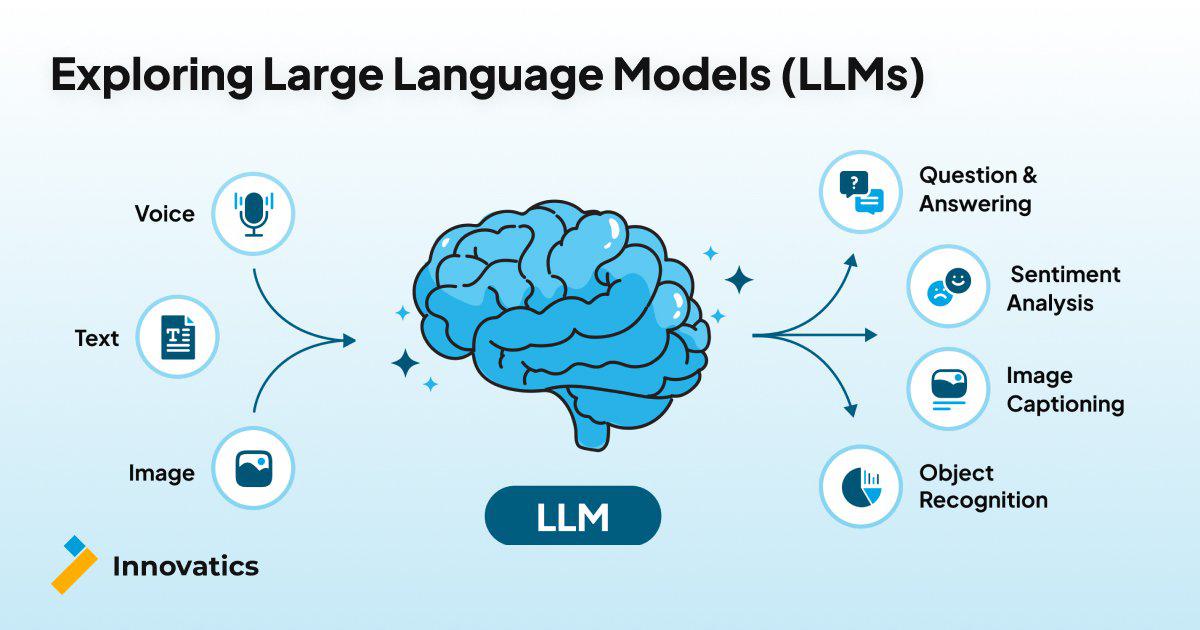 Exploring Large Language Models (LLMs)
Voice
Text
Image
LLM
Question &
Answering
Sentiment
Analysis
Image
Captioning
Object
Recognition
Innovatics